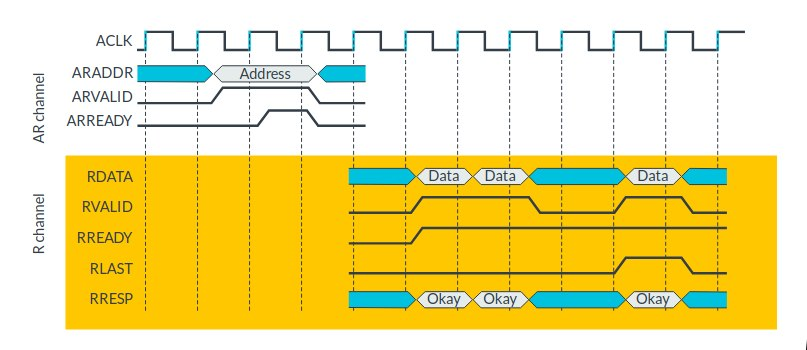 ACLK
AR channel
ARADDR Address
ARVALID
ARREADY
R channel
RDATA Data Data Data
RVALID
RREADY
RLAST
RRESP Okay Okay Okay